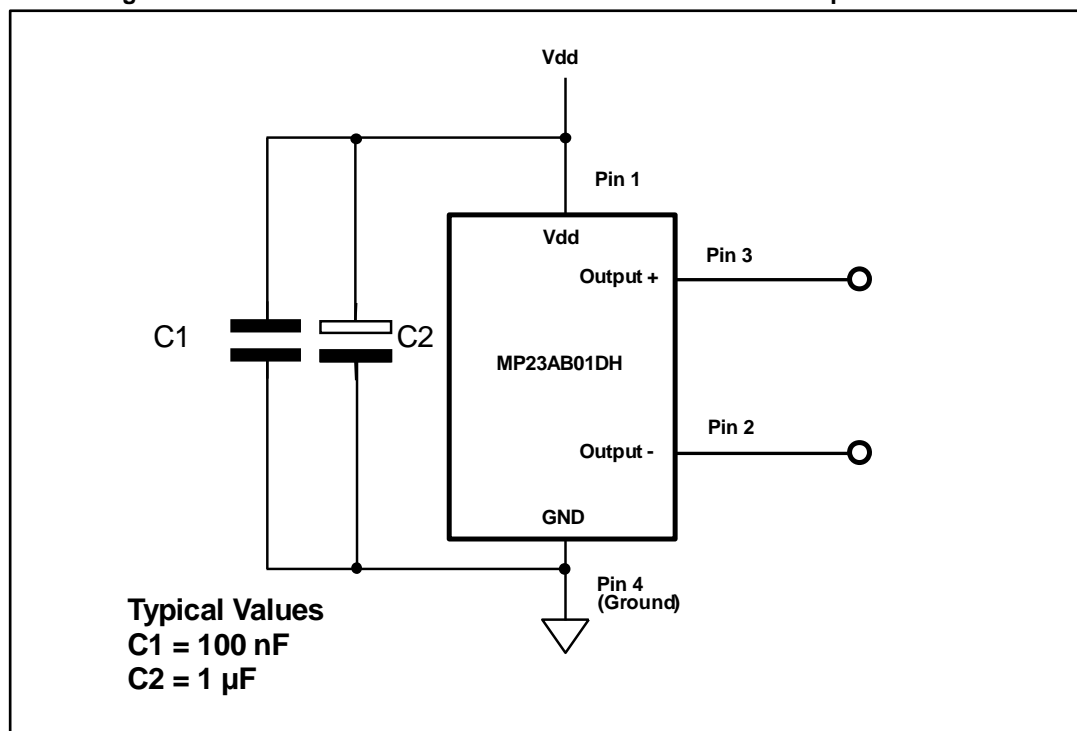 Vdd
Pin 1
Vdd
Output +
Pin 3
C1
C2
MP23AB01DH
Output -
Pin 2
GND
Pin 4
(Ground)
Typical Values
C1 = 100 nF
C2 = 1 µF